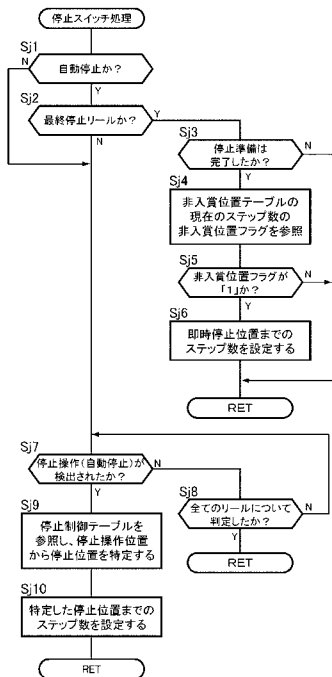 停止スイッチ処理
Sj1
自動停止か？
N
Y
Sj2
最終停止リールか？
Y
N
Sj3
停止準備は
完了したか？
N
Y
Sj4
非入賞位置テーブルの
現在のステップ数の
非入賞位置フラグを参照
Sj5
非入賞位置フラグが
「1」か？
N
Y
Sj6
即時停止位置までの
ステップ数を設定する
RET
Sj7
停止操作（自動停止）が
検出されたか？
N
Y
Sj8
全てのリールについて
判定したか？
N
Y
RET
Sj9
停止制御テーブルを
参照し、停止操作位置
から停止位置を特定する
Sj10
特定した停止位置までの
ステップ数を設定する
RET